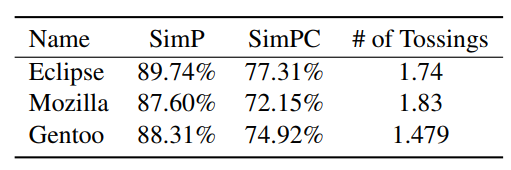 Name SimP SimPC # of Tossings
Eclipse 89.74% 77.31% 1.74
Mozilla 87.60% 72.15% 1.83
Gentoo 88.31% 74.92% 1.479